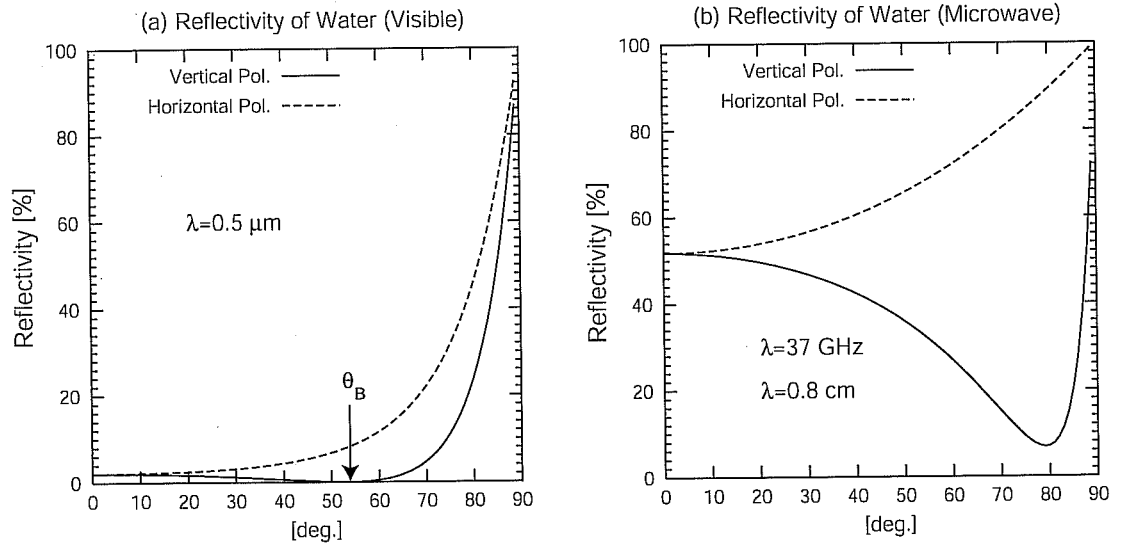 (a) Reflectivity of Water (Visible)
100
80
60
40
20
0
Reflectivity [%]
Vertical Pol.
Horizontal Pol.
λ=0.5 μm
θB
0 10 20 30 40 50 60 70 80 90
[deg.]
(b) Reflectivity of Water (Microwave)
100
80
60
40
20
0
Reflectivity [%]
Vertical Pol.
Horizontal Pol.
λ=37 GHz
λ=0.8 cm
0 10 20 30 40 50 60 70 80 90
[deg.]